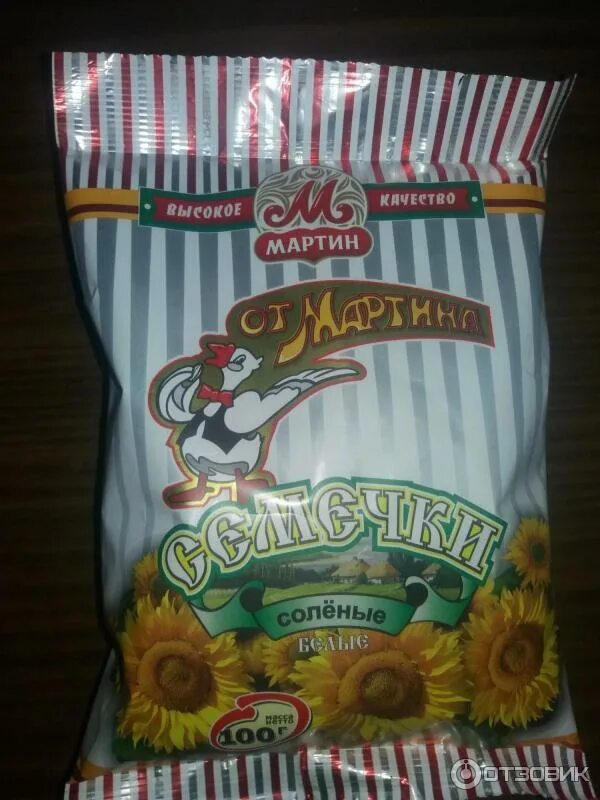 ВЫСОКОЕ М КАЧЕСТВО
МАРТИН
ОТ МАРТИНА
СЕМЕЧКИ
СОЛЁНЫЕ
БЕЛЫЕ
МАССА
НЕТТО
100г
ОТЗОВИК